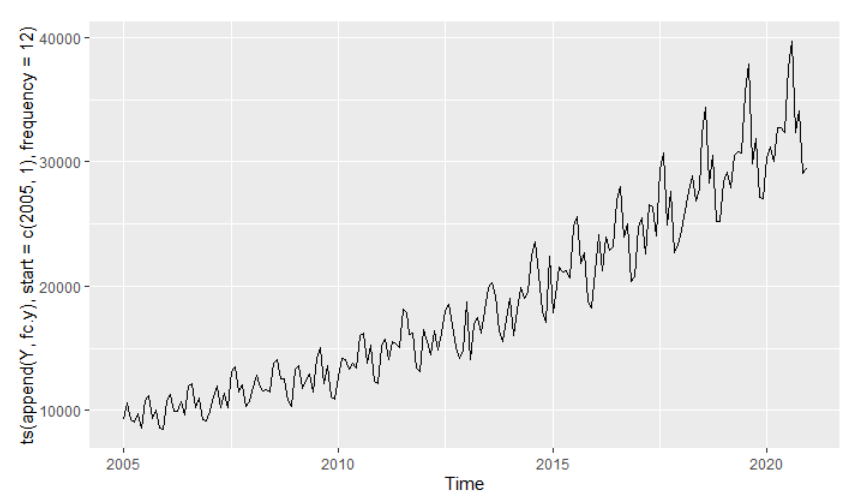 ts(append(Y, fc.y), start = c(2005, 1), frequency = 12)
40000
30000
20000
10000
2005 2010 2015 2020
Time